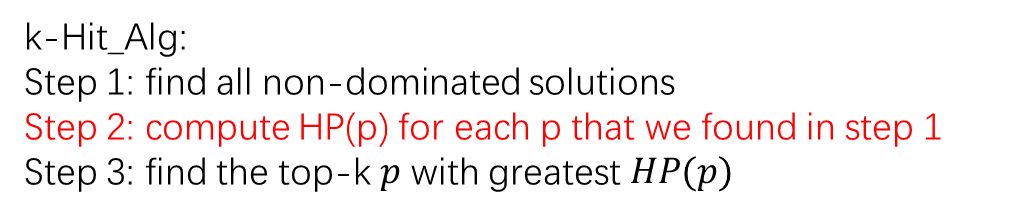 k-Hit_Alg:
Step 1: find all non-dominated solutions
Step 2: compute HP(p) for each p that we found in step 1
Step 3: find the top-k p with greatest HP(p)